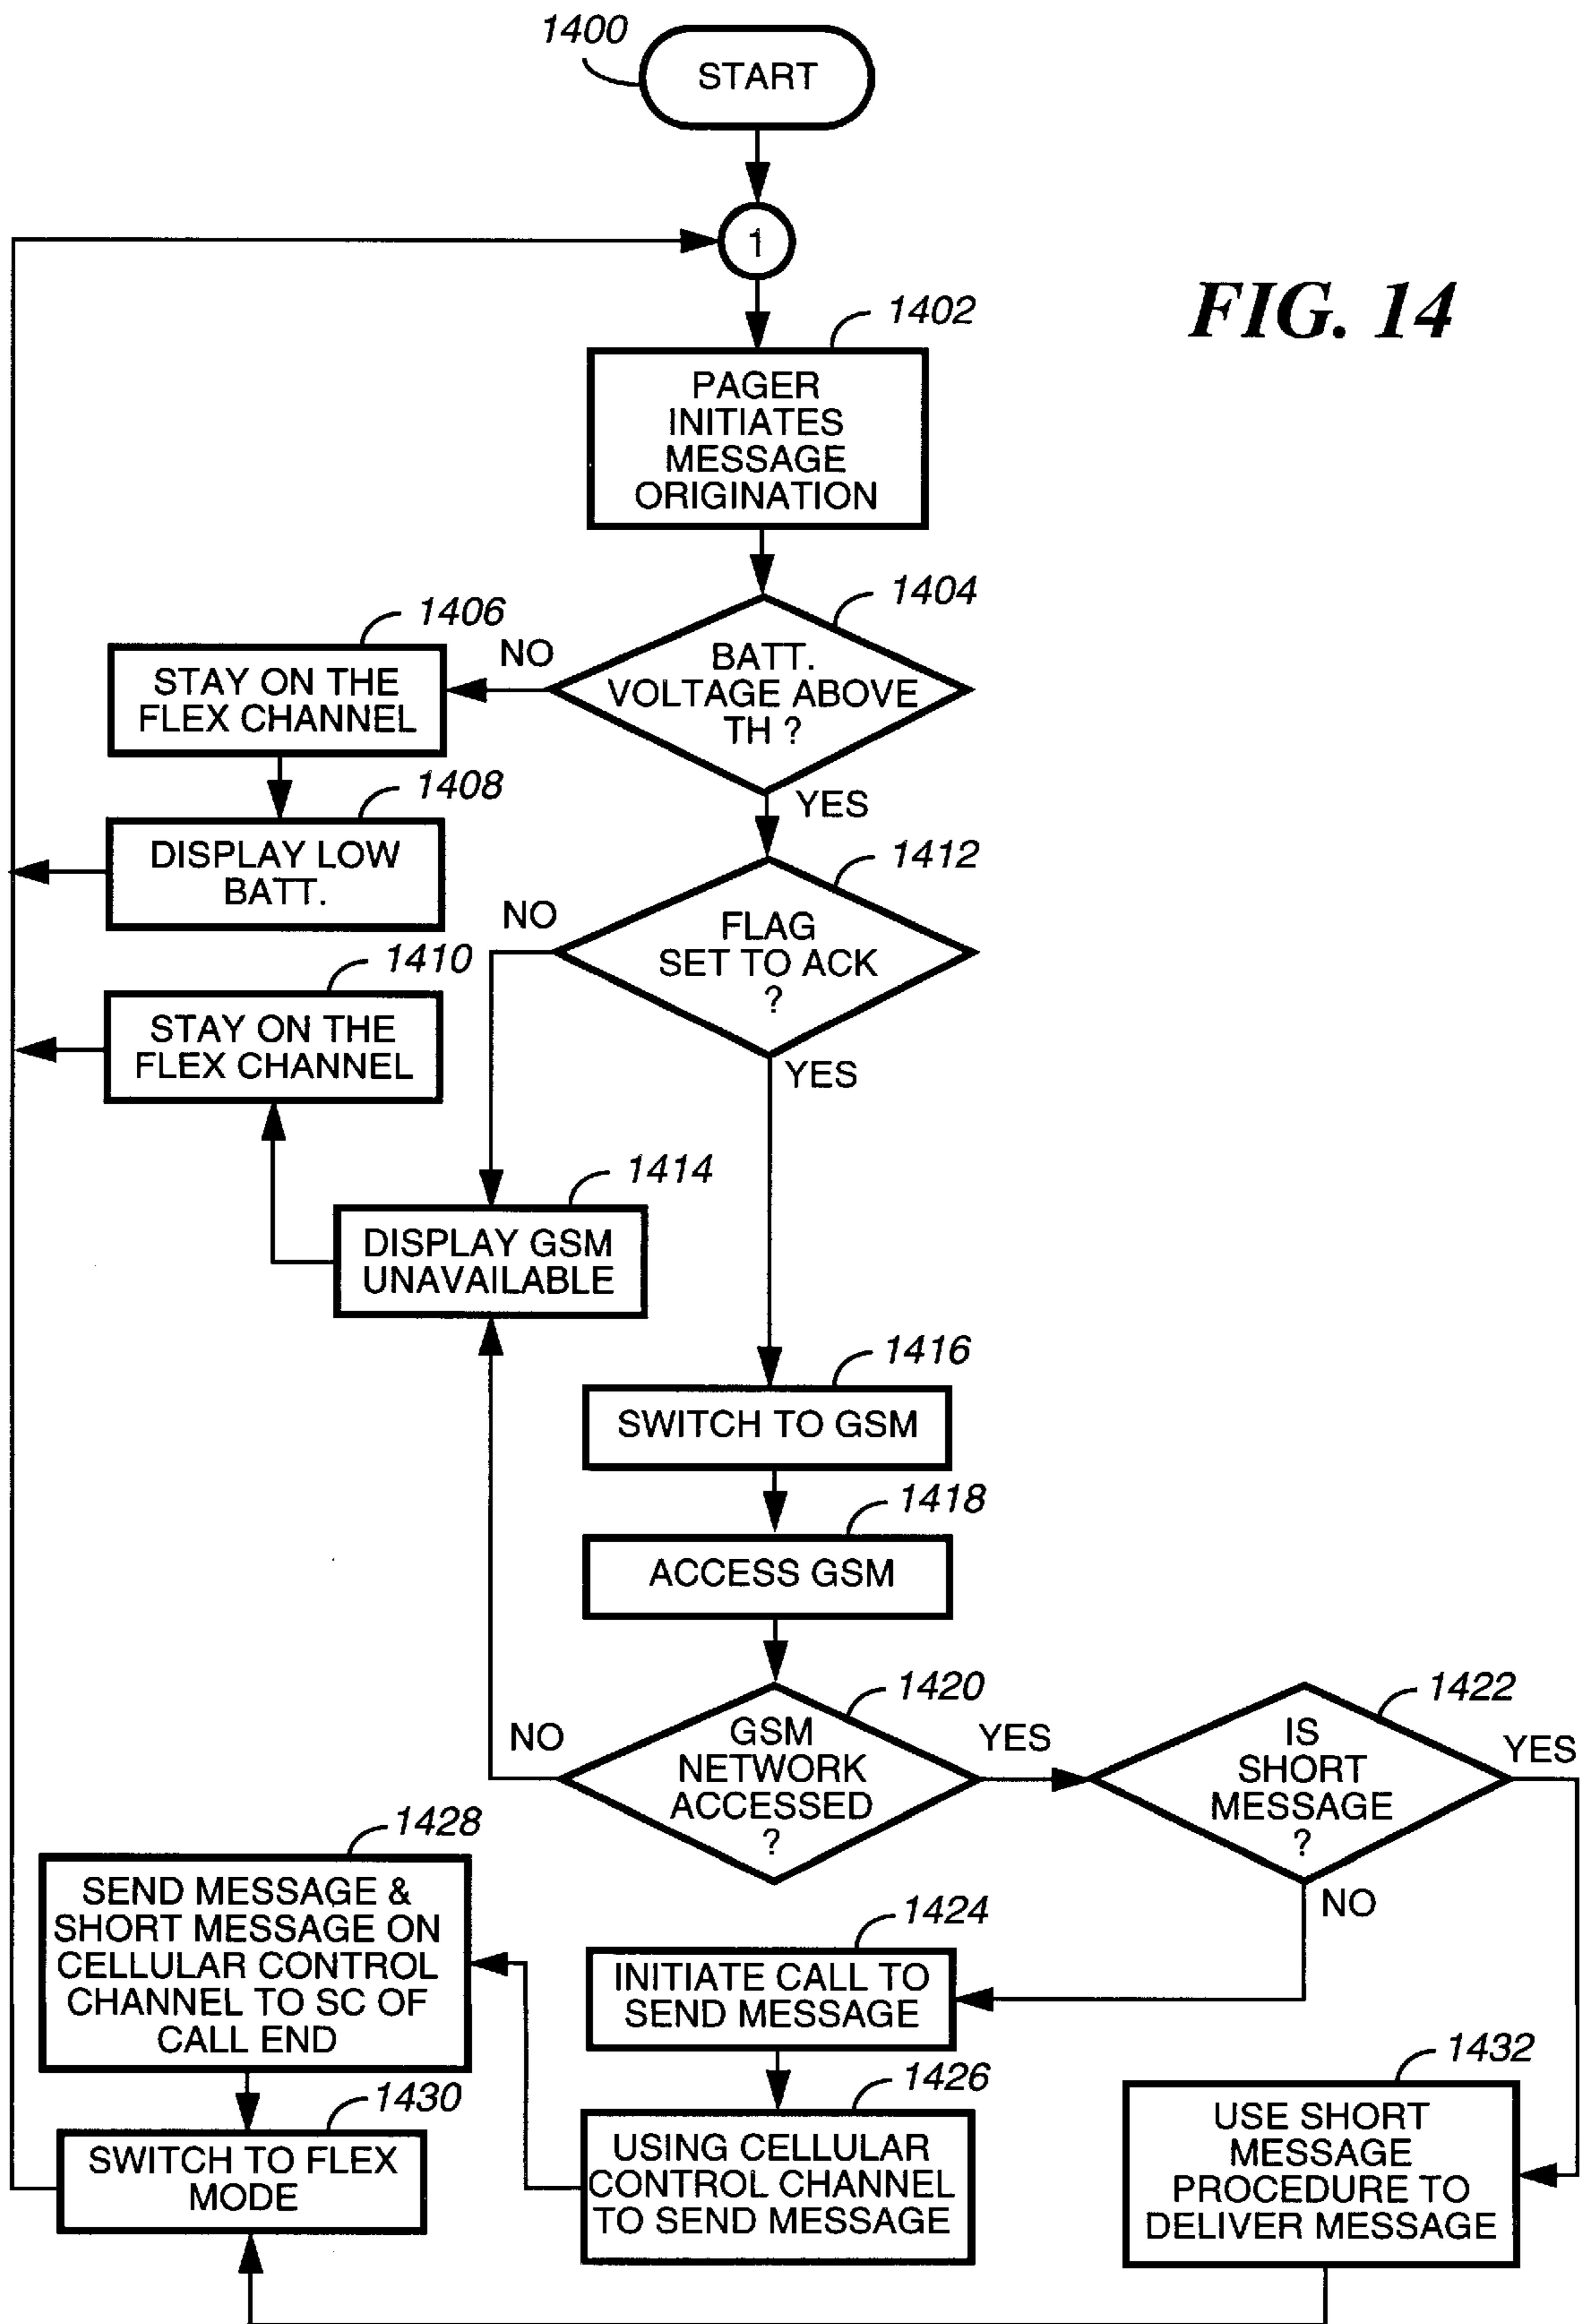 1400
START
1
FIG. 14
1402
PAGER
INITIATES
MESSAGE
ORIGINATION
1404
BATT.
VOLTAGE ABOVE
TH ?
NO
YES
1406
STAY ON THE
FLEX CHANNEL
1408
DISPLAY LOW
BATT.
1412
FLAG
SET TO ACK
?
NO
YES
1410
STAY ON THE
FLEX CHANNEL
1414
DISPLAY GSM
UNAVAILABLE
1416
SWITCH TO GSM
1418
ACCESS GSM
1420
GSM
NETWORK
ACCESSED
?
NO
YES
1422
IS
SHORT
MESSAGE
?
YES
NO
1424
INITIATE CALL TO
SEND MESSAGE
1426
USING CELLULAR
CONTROL CHANNEL
TO SEND MESSAGE
1428
SEND MESSAGE &
SHORT MESSAGE ON
CELLULAR CONTROL
CHANNEL TO SC OF
CALL END
1430
SWITCH TO FLEX
MODE
1432
USE SHORT
MESSAGE
PROCEDURE TO
DELIVER MESSAGE